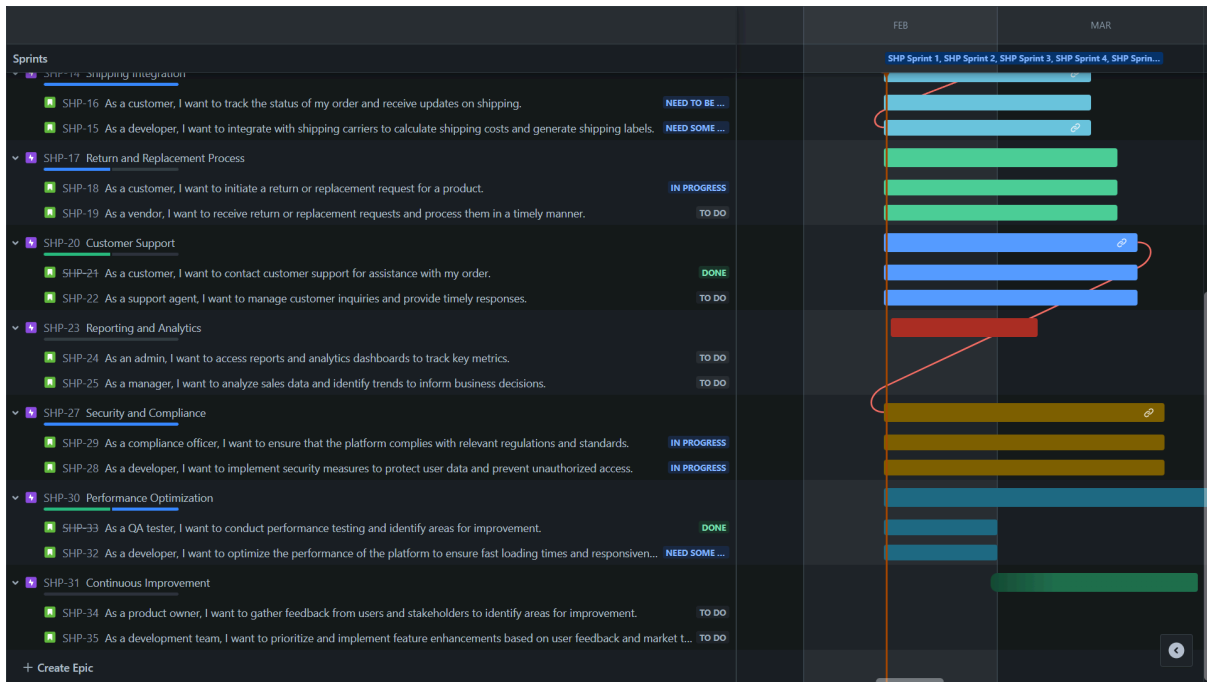 FEB MAR
Sprints SHP Sprint 1, SHP Sprint 2, SHP Sprint 3, SHP Sprint 4, SHP Sprin...
SHP-14 Shipping Integration
SHP-16 As a customer, I want to track the status of my order and receive updates on shipping. NEED TO BE ...
SHP-15 As a developer, I want to integrate with shipping carriers to calculate shipping costs and generate shipping labels. NEED SOME ...
SHP-17 Return and Replacement Process
SHP-18 As a customer, I want to initiate a return or replacement request for a product. IN PROGRESS
SHP-19 As a vendor, I want to receive return or replacement requests and process them in a timely manner. TO DO
SHP-20 Customer Support
SHP-21 As a customer, I want to contact customer support for assistance with my order. DONE
SHP-22 As a support agent, I want to manage customer inquiries and provide timely responses. TO DO
SHP-23 Reporting and Analytics
SHP-24 As an admin, I want to access reports and analytics dashboards to track key metrics. TO DO
SHP-25 As a manager, I want to analyze sales data and identify trends to inform business decisions. TO DO
SHP-27 Security and Compliance
SHP-29 As a compliance officer, I want to ensure that the platform complies with relevant regulations and standards. IN PROGRESS
SHP-28 As a developer, I want to implement security measures to protect user data and prevent unauthorized access. IN PROGRESS
SHP-30 Performance Optimization
SHP-33 As a QA tester, I want to conduct performance testing and identify areas for improvement. DONE
SHP-32 As a developer, I want to optimize the performance of the platform to ensure fast loading times and responsiven... NEED SOME ...
SHP-31 Continuous Improvement
SHP-34 As a product owner, I want to gather feedback from users and stakeholders to identify areas for improvement. TO DO
SHP-35 As a development team, I want to prioritize and implement feature enhancements based on user feedback and market t... TO DO
+ Create Epic